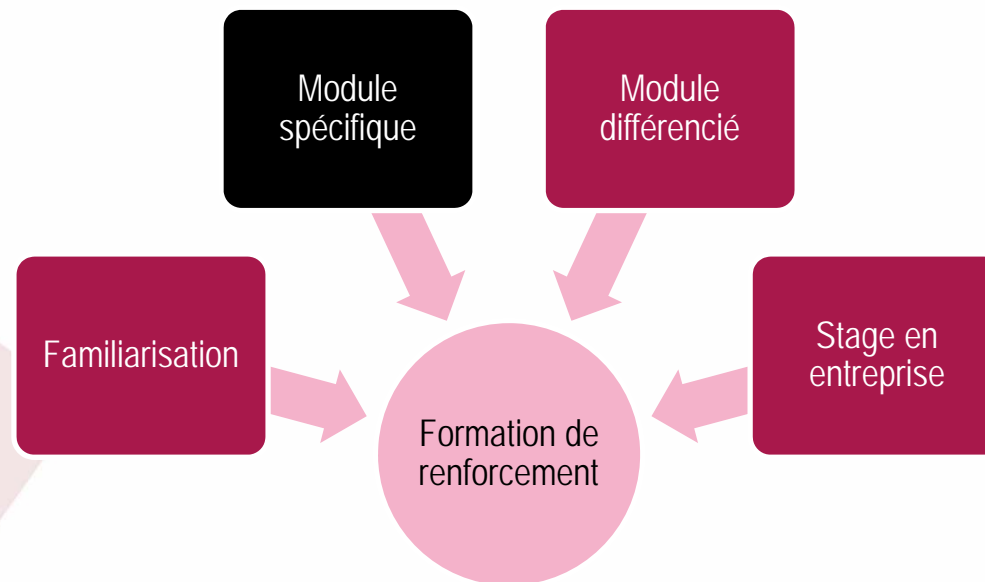 Module
spécifique
Module
différencié
Familiarisation
Stage en
entreprise
Formation de
renforcement